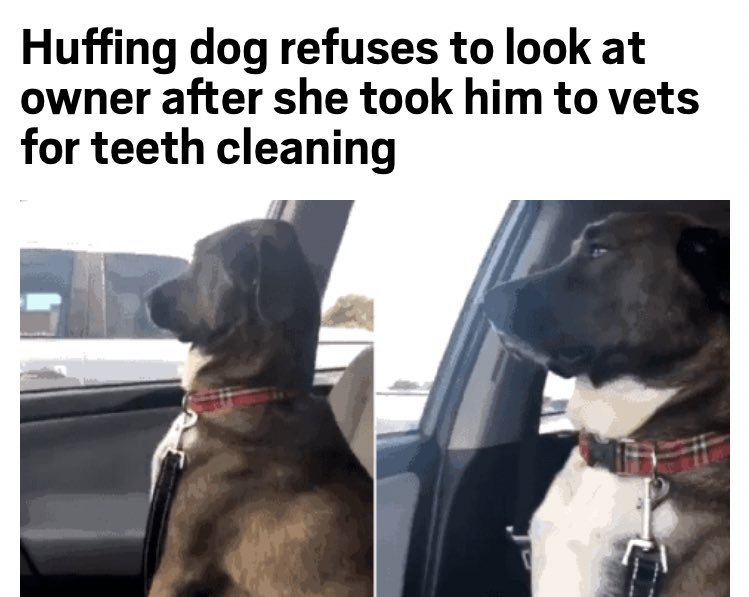 Huffing dog refuses to look at
owner after she took him to vets
for teeth cleaning